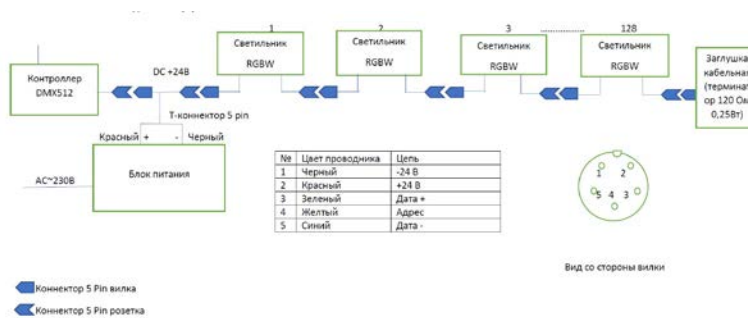 1
2
3
............
12В
Светильник
RGBW
Светильник
RGBW
Светильник
RGBW
Светильник
RGBW
Контроллер
DMX512
DC +24В
Заглушка
кабельная
(терминат
ор 120 Ом
0,25Вт)
Т-коннектор 5 pin
Красный + - Черный
АС~230В
Блок питания
№ Цвет проводника Цепь
1 Черный -24 В
2 Красный +24 В
3 Зеленый Дата +
4 Желтый Адрес
5 Синий Дата -
1 2
5 4 3
Вид со стороны вилки
Коннектор 5 Pin вилка
Коннектор 5 Pin розетка